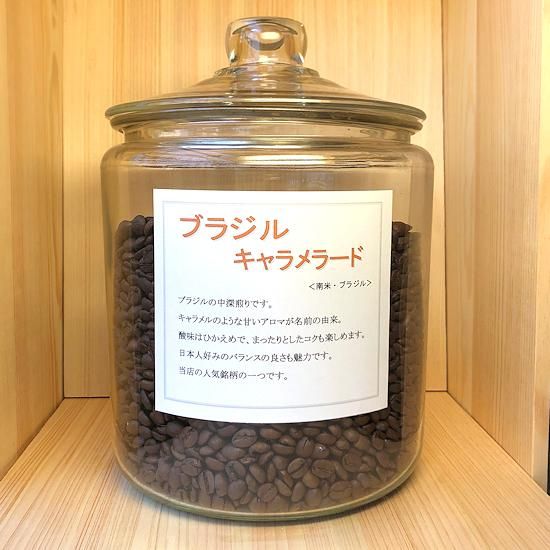 ブラジル
キャラメラード
＜南米・ブラジル＞
ブラジルの中深煎りです。
キャラメルのような甘いアロマが名前の由来。
酸味はひかえめで、まったりとしたコクも楽しめます。
日本人好みのバランスの良さも魅力です。
当店の人気銘柄の一つです。